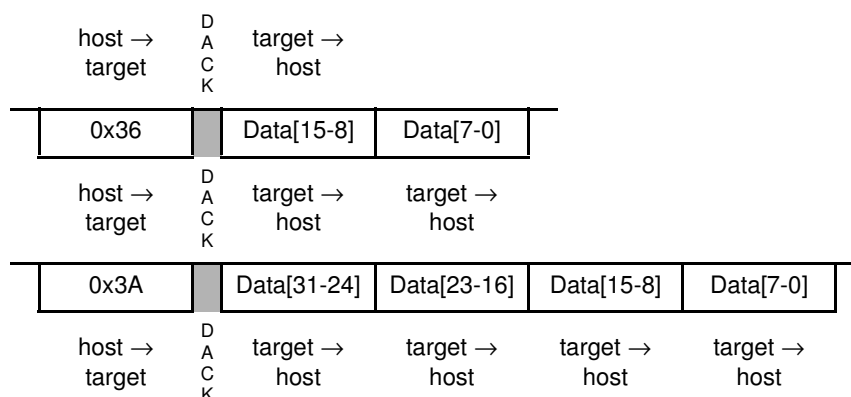 host → D A C K target →
target host
0x36 Data[15-8] Data[7-0]
host → D A C K target → target →
target host host
0x3A Data[31-24] Data[23-16] Data[15-8] Data[7-0]
host → D A C K target → target → target → target →
target host host host host